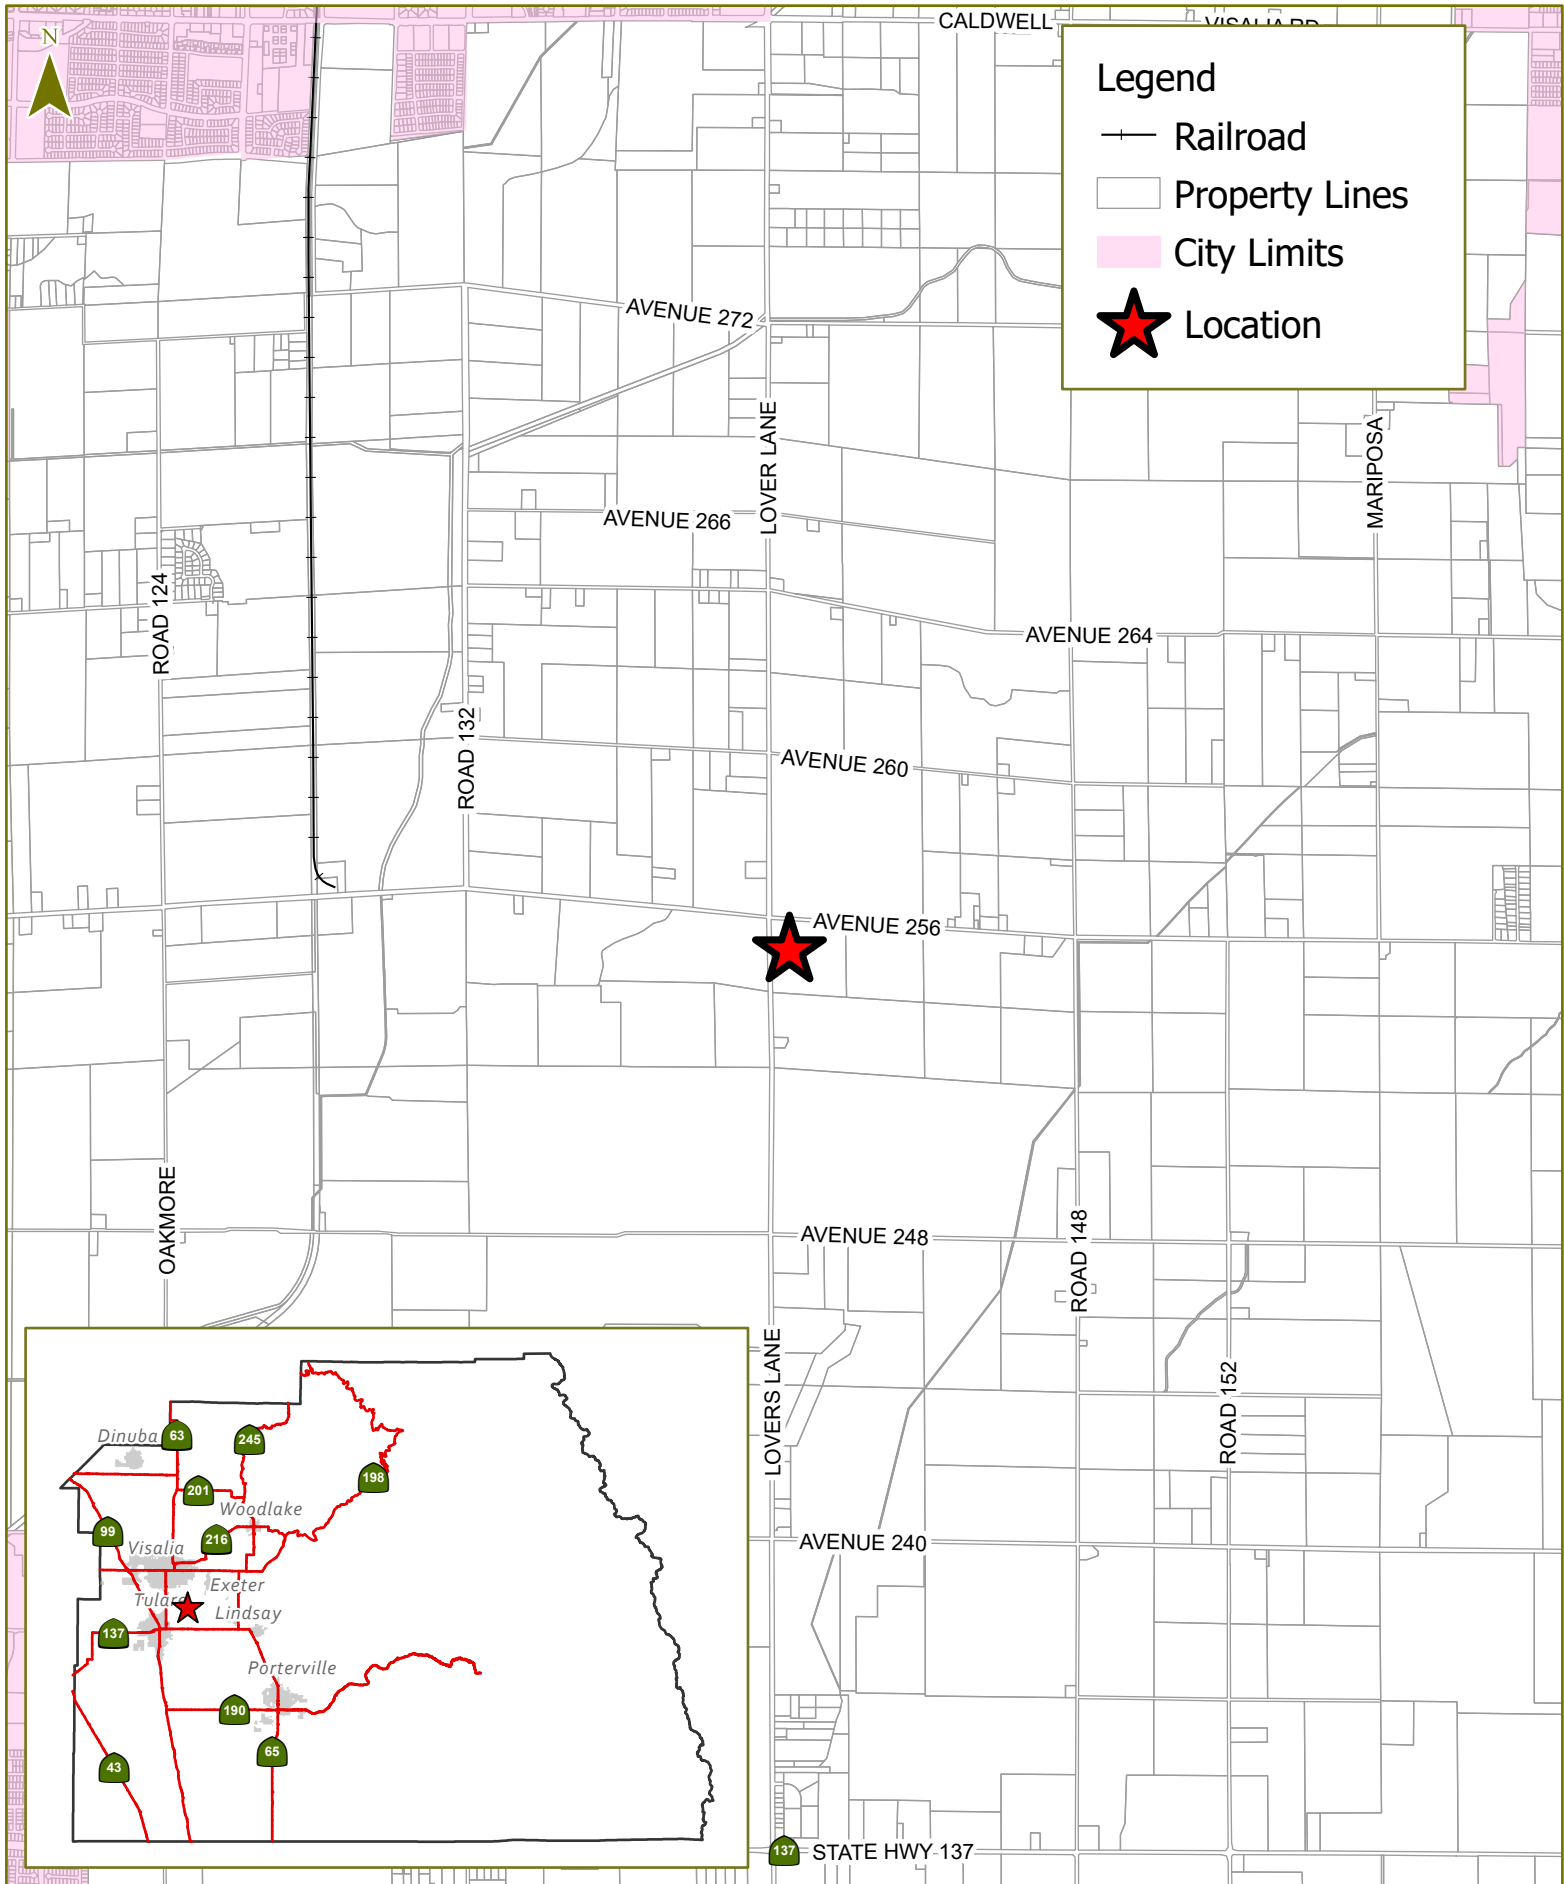 CALDWELL
VISALIA RD
N
Legend
Railroad
Property Lines
City Limits
Location
AVENUE 272
LOVER LANE
MARIPOSA
AVENUE 266
ROAD 124
AVENUE 264
ROAD 132
AVENUE 260
AVENUE 256
OAKMORE
AVENUE 248
ROAD 148
LOVERS LANE
ROAD 152
AVENUE 240
137
STATE HWY 137
Dinuba
63
245
198
201
Woodlake
99
216
Visalia
Exeter
Tulare
Lindsay
137
Porterville
190
65
43